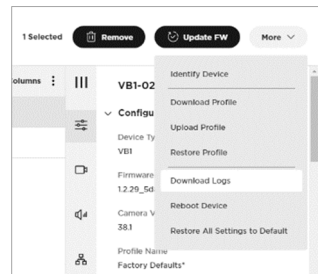 1 Selected
Remove
Update FW
More
olumns
VB1-02
Configu
Device Ty
VB1
Firmware
1.2.29_5d
Camera V
38.1
Profile Name
Factory Defaults*
Identify Device
Download Profile
Upload Profile
Restore Profile
Download Logs
Reboot Device
Restore All Settings to Default